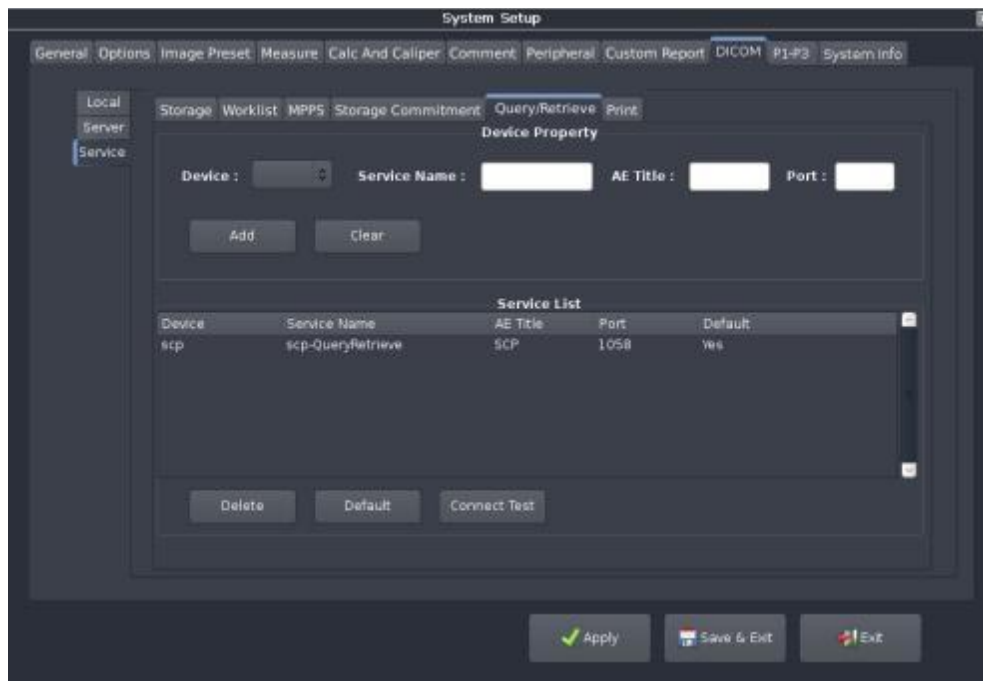 System Setup
General Options Image Preset Measure Calc And Caliper Comment Peripheral Custom Report DICOM P1-P3 System Info
Local
Server
Service
Storage Worklist MPPS Storage Commitment Query/Retrieve Print
Device Property
Device : Service Name : AE Title : Port :
Add Clear
Service List
Device Service Name AE Title Port Default
scp scp-QueryRetrieve SCP 1058 Yes
Delete Default Connect Test
Apply Save & Exit Exit